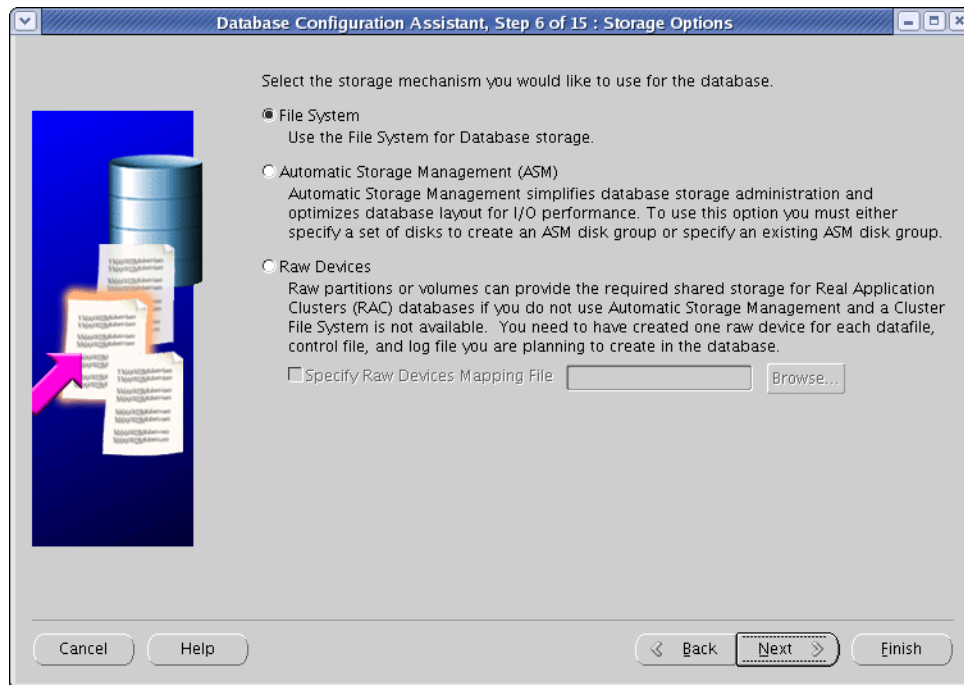 Database Configuration Assistant, Step 6 of 15 : Storage Options
Select the storage mechanism you would like to use for the database.
File System
Use the File System for Database storage.
Automatic Storage Management (ASM)
Automatic Storage Management simplifies database storage administration and
optimizes database layout for I/O performance. To use this option you must either
specify a set of disks to create an ASM disk group or specify an existing ASM disk group.
Raw Devices
Raw partitions or volumes can provide the required shared storage for Real Application
Clusters (RAC) databases if you do not use Automatic Storage Management and a Cluster
File System is not available. You need to have created one raw device for each datafile,
control file, and log file you are planning to create in the database.
Specify Raw Devices Mapping File
Browse...
Cancel
Help
Back
Next
Finish